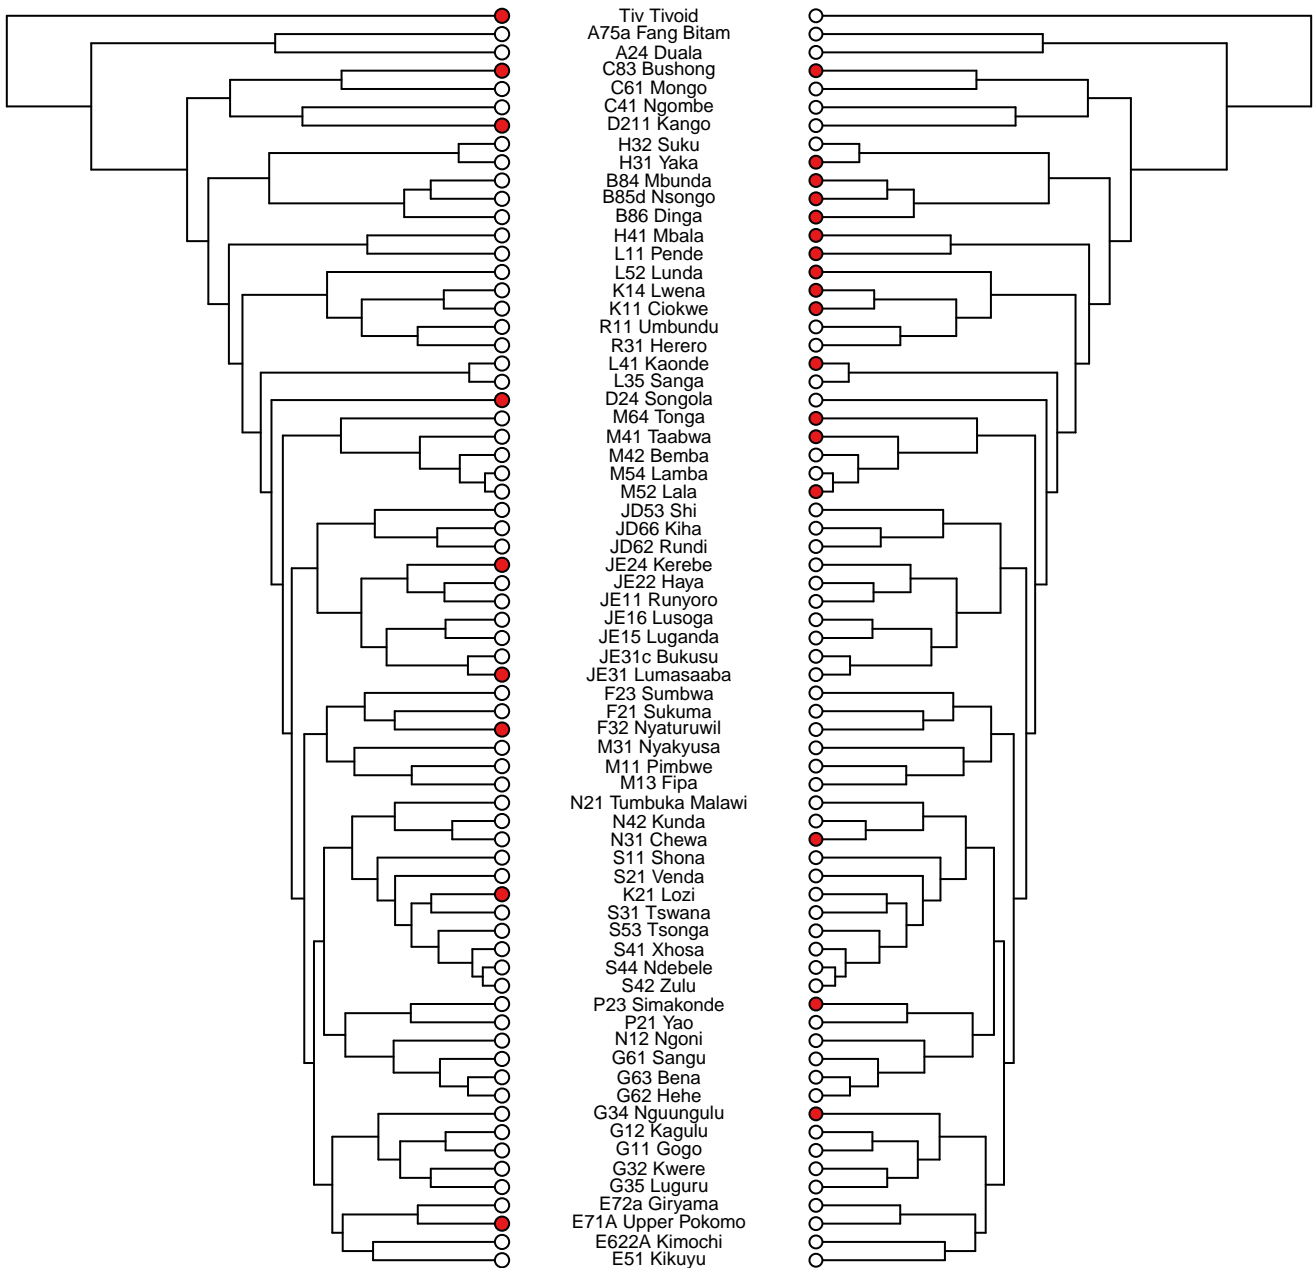 Tiv Tivoid
A75a Fang Bitam
A24 Duala
C83 Bushong
C61 Mongo
C41 Ngombe
D211 Kango
H32 Suku
H31 Yaka
B84 Mbunda
B85d Nsongo
B86 Dinga
H41 Mbala
L11 Pende
L52 Lunda
K14 Lwena
K11 Ciokwe
R11 Umbundu
R31 Herero
L41 Kaonde
L35 Sanga
D24 Songola
M64 Tonga
M41 Taabwa
M42 Bemba
M54 Lamba
M52 Lala
JD53 Shi
JD66 Kiha
JD62 Rundi
JE24 Kerebe
JE22 Haya
JE11 Runyoro
JE16 Lusoga
JE15 Luganda
JE31c Bukusu
JE31 Lumasaaba
F23 Sumbwa
F21 Sukuma
F32 Nyaturuwil
M31 Nyakyusa
M11 Pimbwe
M13 Fipa
N21 Tumbuka Malawi
N42 Kunda
N31 Chewa
S11 Shona
S21 Venda
K21 Lozi
S31 Tswana
S53 Tsonga
S41 Xhosa
S44 Ndebele
S42 Zulu
P23 Simakonde
P21 Yao
N12 Ngoni
G61 Sangu
G63 Bena
G62 Hehe
G34 Nguungulu
G12 Kagulu
G11 Gogo
G32 Kwere
G35 Luguru
E72a Giryama
E71A Upper Pokomo
E622A Kimochi
E51 Kikuyu